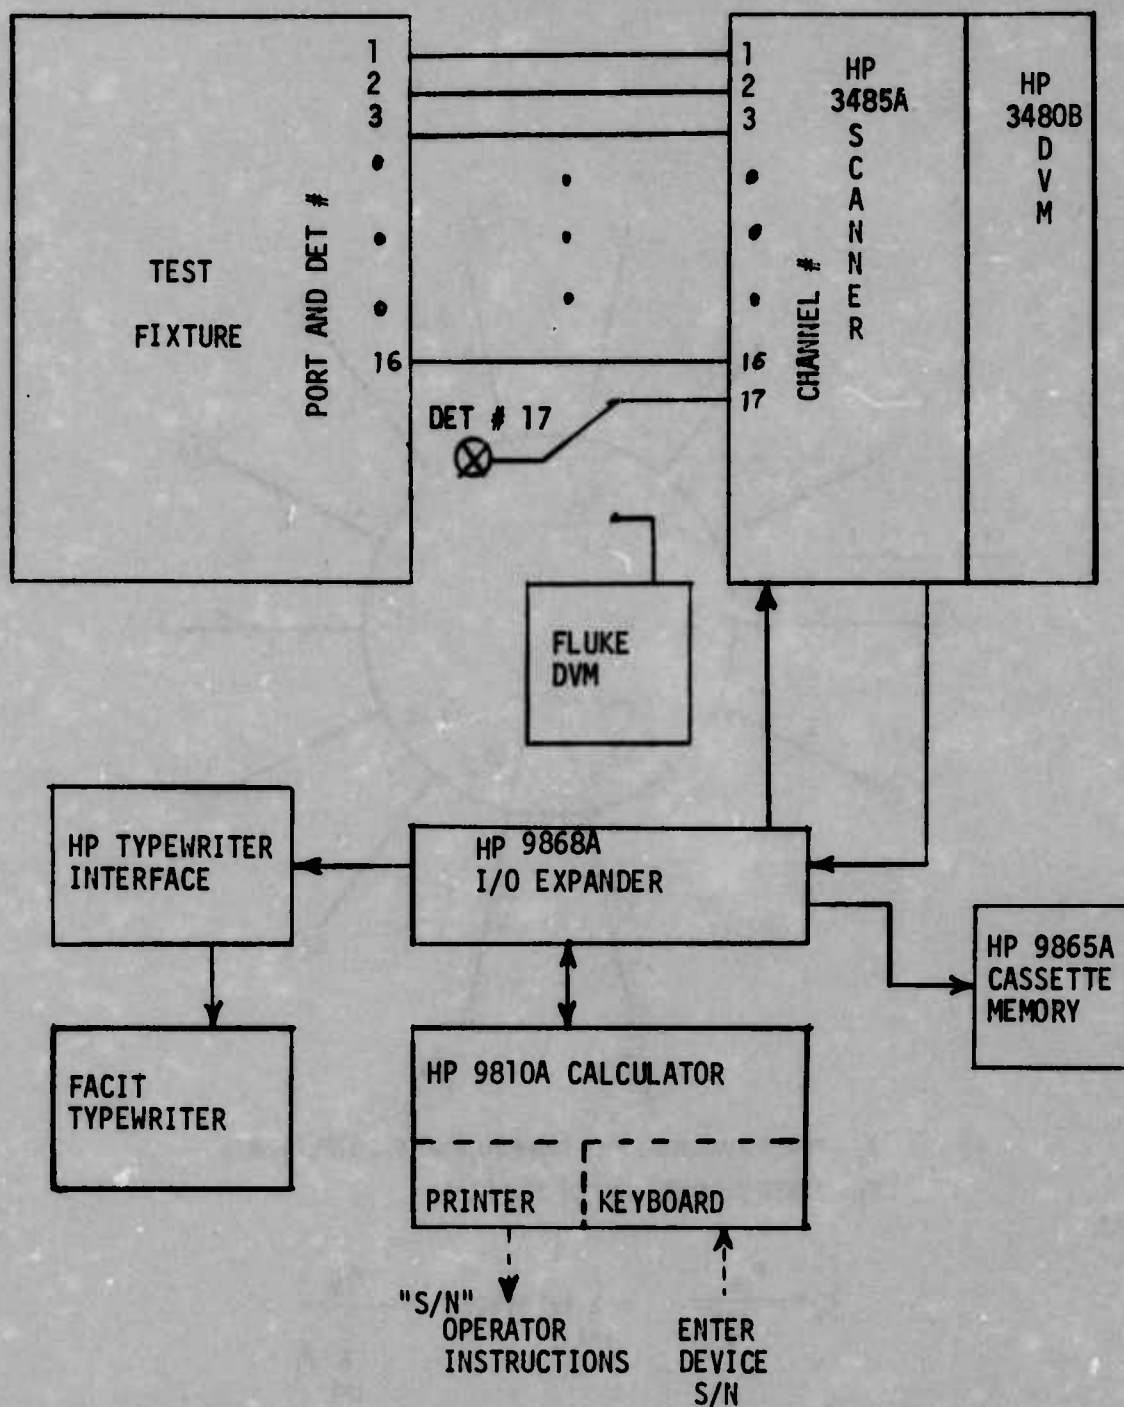 1
2
3
16
PORT AND DET #
TEST
FIXTURE
1
2
3
16
17
CHANNEL #
HP
3485A
SCANNER
HP
3480B
DVM
DET # 17
FLUKE
DVM
HP TYPEWRITER
INTERFACE
HP 9868A
I/O EXPANDER
HP 9865A
CASSETTE
MEMORY
FACIT
TYPEWRITER
HP 9810A CALCULATOR
PRINTER
KEYBOARD
"S/N"
OPERATOR
INSTRUCTIONS
ENTER
DEVICE
S/N